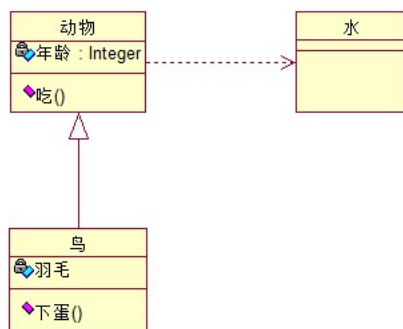 动物
年龄 : Integer
吃()
水
鸟
羽毛
下蛋()